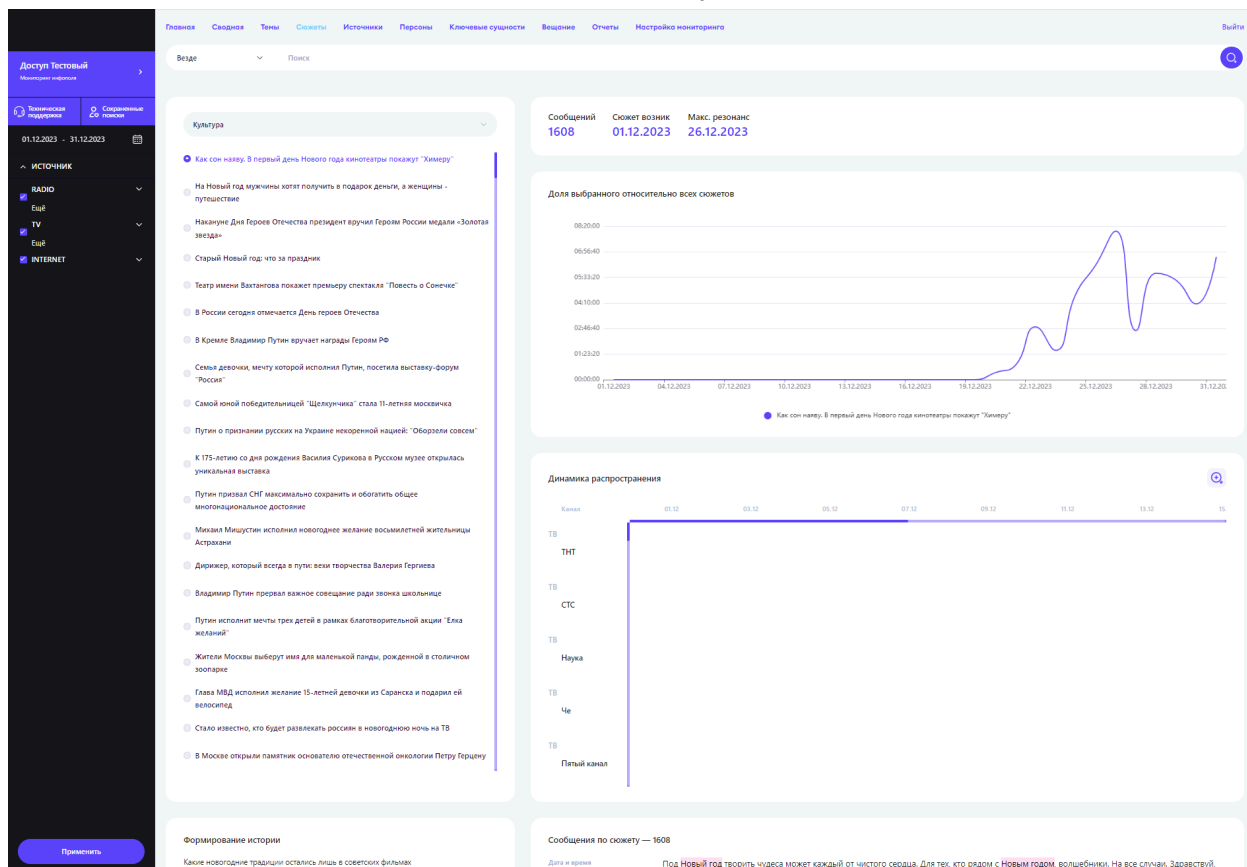 Главная Сводная Темы Сюжеты Источники Персоны Ключевые сущности Вещание Отчеты Настройка мониторинга Выйти
Везде Поиск
Доступ Тестовый
Мониторинг инфополя
Техническая поддержка
Сохраненные поиски
01.12.2023 - 31.12.2023
ИСТОЧНИК
RADIO
Ещё
TV
Ещё
INTERNET
Применить
Культура
Как сон наяву. В первый день Нового года кинотеатры покажут "Химеру"
На Новый год мужчины хотят получить в подарок деньги, а женщины -
путешествие
Накануне Дня Героев Отечества президент вручил Героям России медали «Золотая
звезда»
Старый Новый год: что за праздник
Театр имени Вахтангова покажет премьеру спектакля "Повесть о Сонечке"
В России сегодня отмечается День героев Отечества
В Кремле Владимир Путин вручает награды Героям РФ
Семья девочки, мечту которой исполнил Путин, посетила выставку-форум
"Россия"
Самой юной победительницей "Щелкунчика" стала 11-летняя москвичка
Путин о признании русских на Украине некоренной нацией: "Оборзели совсем"
К 175-летию со дня рождения Василия Сурикова в Русском музее открылась
уникальная выставка
Путин призвал СНГ максимально сохранить и обогатить общее
многонациональное достояние
Михаил Мишустин исполнил новогоднее желание восьмилетней жительницы
Астрахани
Дирижер, который всегда в пути: вехи творчества Валерия Гергиева
Владимир Путин прервал важное совещание ради звонка школьнице
Путин исполнит мечты трех детей в рамках благотворительной акции "Елка
желаний"
Жители Москвы выберут имя для маленькой панды, рожденной в столичном
зоопарке
Глава МВД исполнил желание 15-летней девочки из Саранска и подарил ей
велосипед
Стало известно, кто будет развлекать россиян в новогоднюю ночь на ТВ
В Москве открыли памятник основателю отечественной онкологии Петру Герцену
Сообщений Сюжет возник Макс. резонанс
1608 01.12.2023 26.12.2023
Доля выбранного относительно всех сюжетов
08:20:00
06:56:40
05:33:20
04:10:00
02:46:40
01:23:20
00:00:00
01.12.2023 04.12.2023 07.12.2023 10.12.2023 13.12.2023 16.12.2023 19.12.2023 22.12.2023 25.12.2023 28.12.2023 31.12.20.
Как сон наяву. В первый день Нового года кинотеатры покажут "Химеру"
Динамика распространения
Канал 01.12 03.12 05.12 07.12 09.12 11.12 13.12 15.
ТВ
ТНТ
ТВ
СТС
ТВ
Наука
ТВ
Че
ТВ
Пятый канал
Формирование истории
Какие новогодние традиции остались лишь в советских фильмах
Сообщения по сюжету — 1608
Дата и время
Под Новый год творить чудеса может каждый от чистого сердца. Для тех, кто рядом с Новым годом, волшебники. На все случаи. Здравствуй,